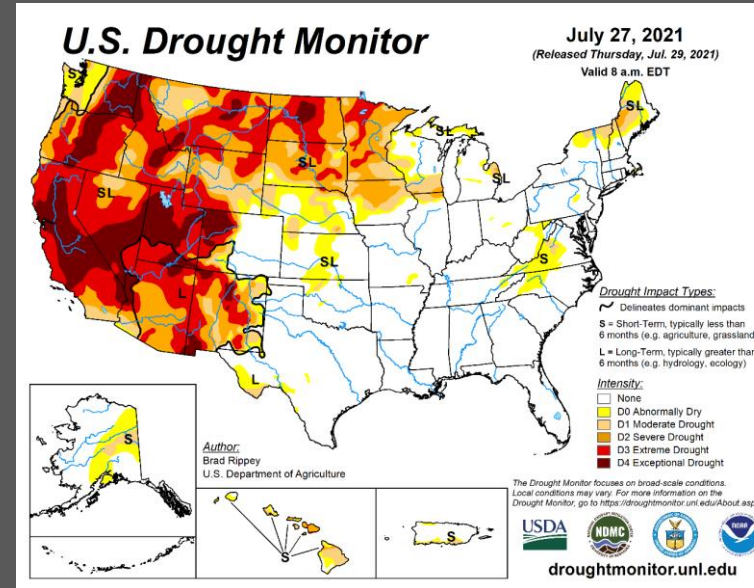 U.S. Drought Monitor
July 27, 2021
(Released Thursday, Jul. 29, 2021)
Valid 8 a.m. EDT
S
SL
SL
SL
SL
SL
SL
S
L
L
Drought Impact Types:
Delineates dominant impacts
S = Short-Term, typically less than
6 months (e.g. agriculture, grassland
L = Long-Term, typically greater than
6 months (e.g. hydrology, ecology)
Intensity:
None
D0 Abnormally Dry
D1 Moderate Drought
D2 Severe Drought
D3 Extreme Drought
D4 Exceptional Drought
S
Author:
Brad Rippey
U.S. Department of Agriculture
S
S
The Drought Monitor focuses on broad-scale conditions.
Local conditions may vary. For more information on the
Drought Monitor, go to https://droughtmonitor.unl.edu/About.asp
USDA
NDMC
NOAA
droughtmonitor.unl.edu